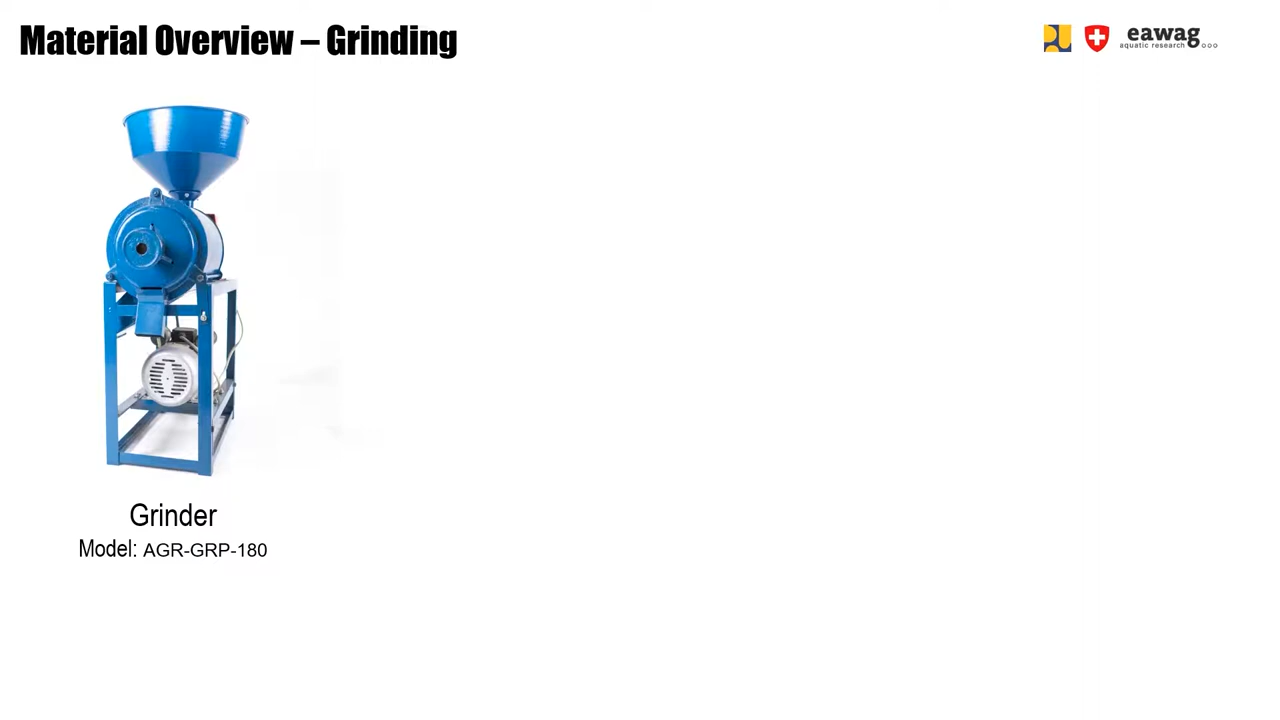 Material Overview – Grinding
eawag
aquatic research
Grinder
Model: AGR-GRP-180